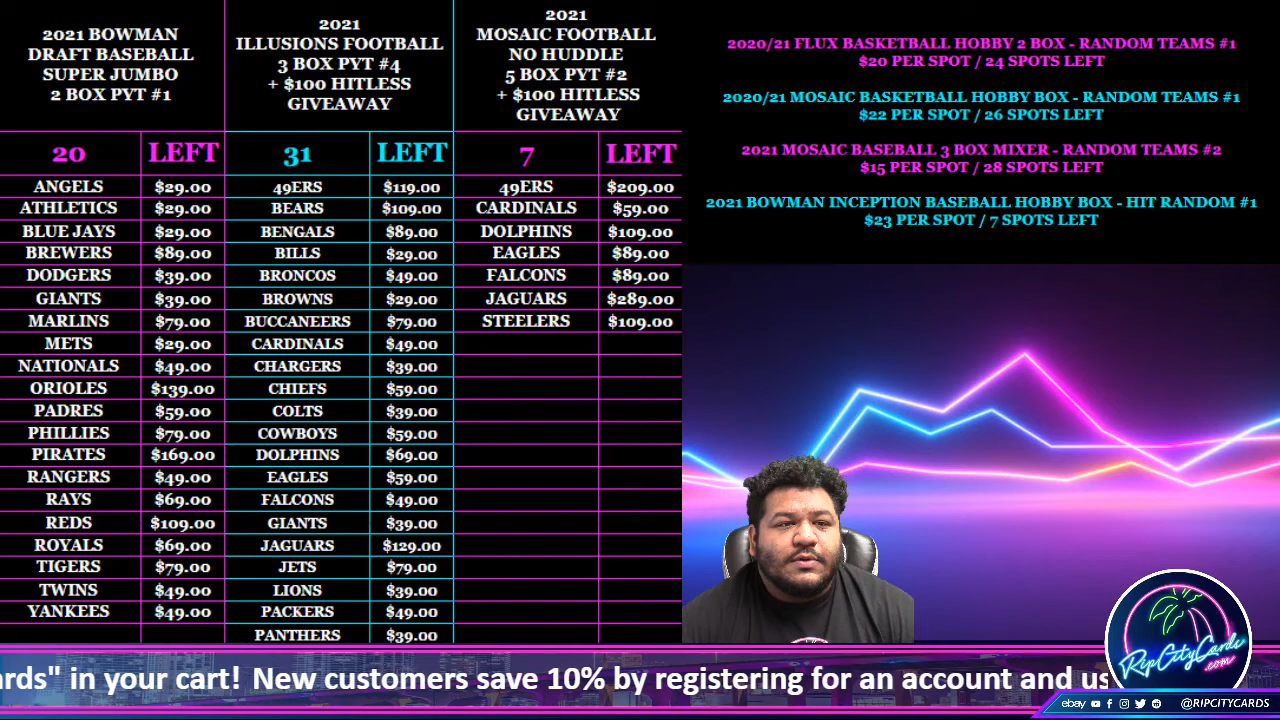 2021 BOWMAN
DRAFT BASEBALL
SUPER JUMBO
2 BOX PYT #1
20 LEFT
ANGELS $29.00
ATHLETICS $29.00
BLUE JAYS $29.00
BREWERS $89.00
DODGERS $39.00
GIANTS $39.00
MARLINS $79.00
METS $29.00
NATIONALS $49.00
ORIOLES $139.00
PADRES $59.00
PHILLIES $79.00
PIRATES $169.00
RANGERS $49.00
RAYS $69.00
REDS $109.00
ROYALS $69.00
TIGERS $79.00
TWINS $49.00
YANKEES $49.00
2021
ILLUSIONS FOOTBALL
3 BOX PYT #4
+ $100 HITLESS
GIVEAWAY
31 LEFT
49ERS $119.00
BEARS $109.00
BENGALS $89.00
BILLS $29.00
BRONCOS $49.00
BROWNS $29.00
BUCCANEERS $79.00
CARDINALS $49.00
CHARGERS $39.00
CHIEFS $59.00
COLTS $39.00
COWBOYS $59.00
DOLPHINS $69.00
EAGLES $59.00
FALCONS $49.00
GIANTS $39.00
JAGUARS $129.00
JETS $79.00
LIONS $39.00
PACKERS $49.00
PANTHERS $39.00
2021
MOSAIC FOOTBALL
NO HUDDLE
5 BOX PYT #2
+ $100 HITLESS
GIVEAWAY
7 LEFT
49ERS $209.00
CARDINALS $59.00
DOLPHINS $109.00
EAGLES $89.00
FALCONS $89.00
JAGUARS $289.00
STEELERS $109.00
2020/21 FLUX BASKETBALL HOBBY 2 BOX - RANDOM TEAMS #1
$20 PER SPOT / 24 SPOTS LEFT
2020/21 MOSAIC BASKETBALL HOBBY BOX - RANDOM TEAMS #1
$22 PER SPOT / 26 SPOTS LEFT
2021 MOSAIC BASEBALL 3 BOX MIXER - RANDOM TEAMS #2
$15 PER SPOT / 28 SPOTS LEFT
2021 BOWMAN INCEPTION BASEBALL HOBBY BOX - HIT RANDOM #1
$23 PER SPOT / 7 SPOTS LEFT
ards" in your cart! New customers save 10% by registering for an account and us
RipCityCards
.com
ebay @RIPCITYCARDS